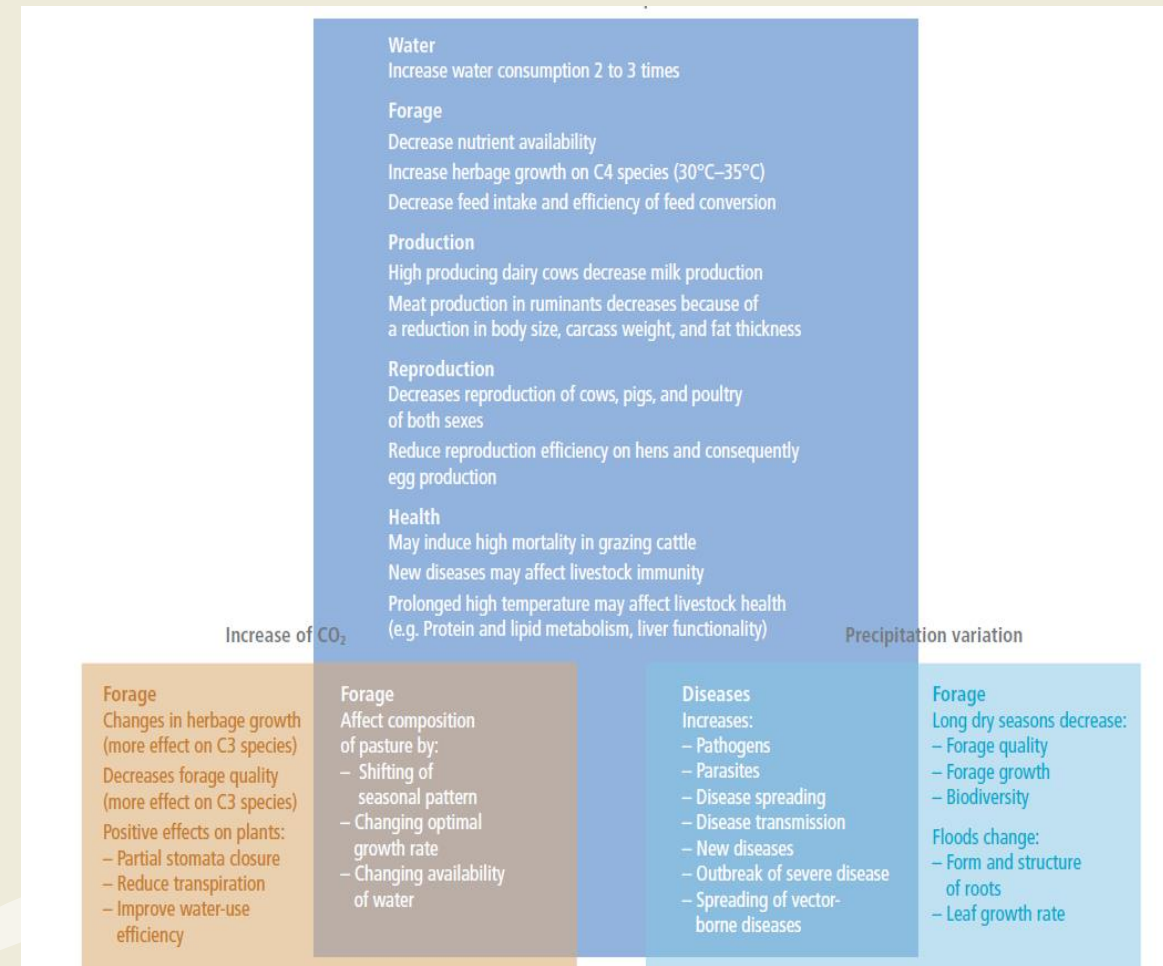 Water
Increase water consumption 2 to 3 times
Forage
Decrease nutrient availability
Increase herbage growth on C4 species (30°C–35°C)
Decrease feed intake and efficiency of feed conversion
Production
High producing dairy cows decrease milk production
Meat production in ruminants decreases because of
a reduction in body size, carcass weight, and fat thickness
Reproduction
Decreases reproduction of cows, pigs, and poultry
of both sexes
Reduce reproduction efficiency on hens and consequently
egg production
Health
May induce high mortality in grazing cattle
New diseases may affect livestock immunity
Prolonged high temperature may affect livestock health
(e.g. Protein and lipid metabolism, liver functionality)
Increase of CO₂
Forage
Changes in herbage growth
(more effect on C3 species)
Decreases forage quality
(more effect on C3 species)
Positive effects on plants:
– Partial stomata closure
– Reduce transpiration
– Improve water-use
efficiency
Forage
Affect composition
of pasture by:
– Shifting of
seasonal pattern
– Changing optimal
growth rate
– Changing availability
of water
Precipitation variation
Diseases
Increases:
– Pathogens
– Parasites
– Disease spreading
– Disease transmission
– New diseases
– Outbreak of severe disease
– Spreading of vector-
borne diseases
Forage
Long dry seasons decrease:
– Forage quality
– Forage growth
– Biodiversity
Floods change:
– Form and structure
of roots
– Leaf growth rate